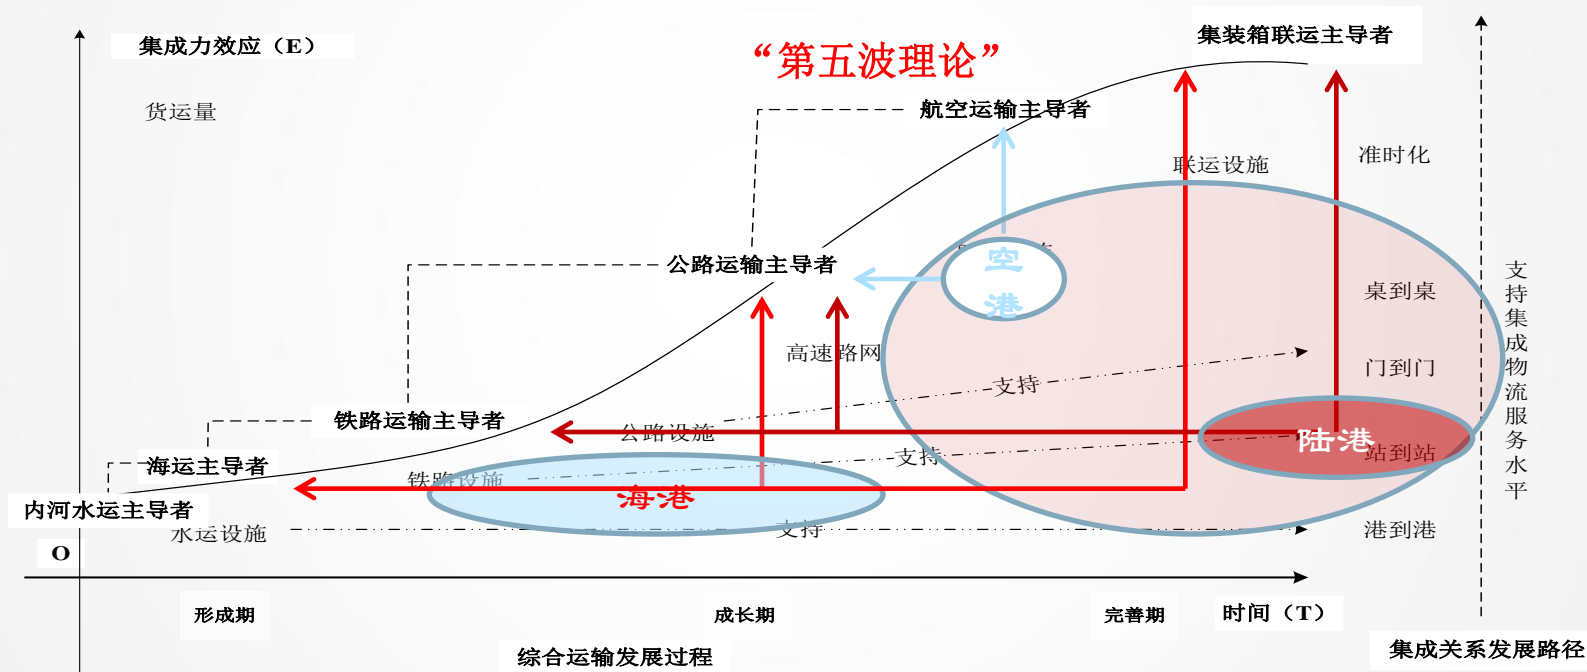 集成力效应（E）
集装箱联运主导者
“第五波理论”
货运量
航空运输主导者
联运设施
准时化
空港
公路运输主导者
桌到桌
支持集成物流服务水平
高速路网
门到门
支持
铁路运输主导者
公路设施
陆港
站到站
支持
海运主导者
铁路设施
海港
内河水运主导者
水运设施
支持
港到港
O
形成期
成长期
完善期
时间（T）
综合运输发展过程
集成关系发展路径